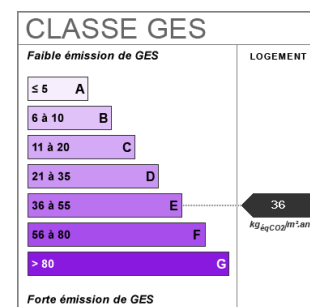 CLASSE GES
Faible émission de GES
LOGEMENT
≤ 5 A
6 à 10 B
11 à 20 C
21 à 35 D
36 à 55 E
36
kgéqCO2/m².an
56 à 80 F
> 80 G
Forte émission de GES